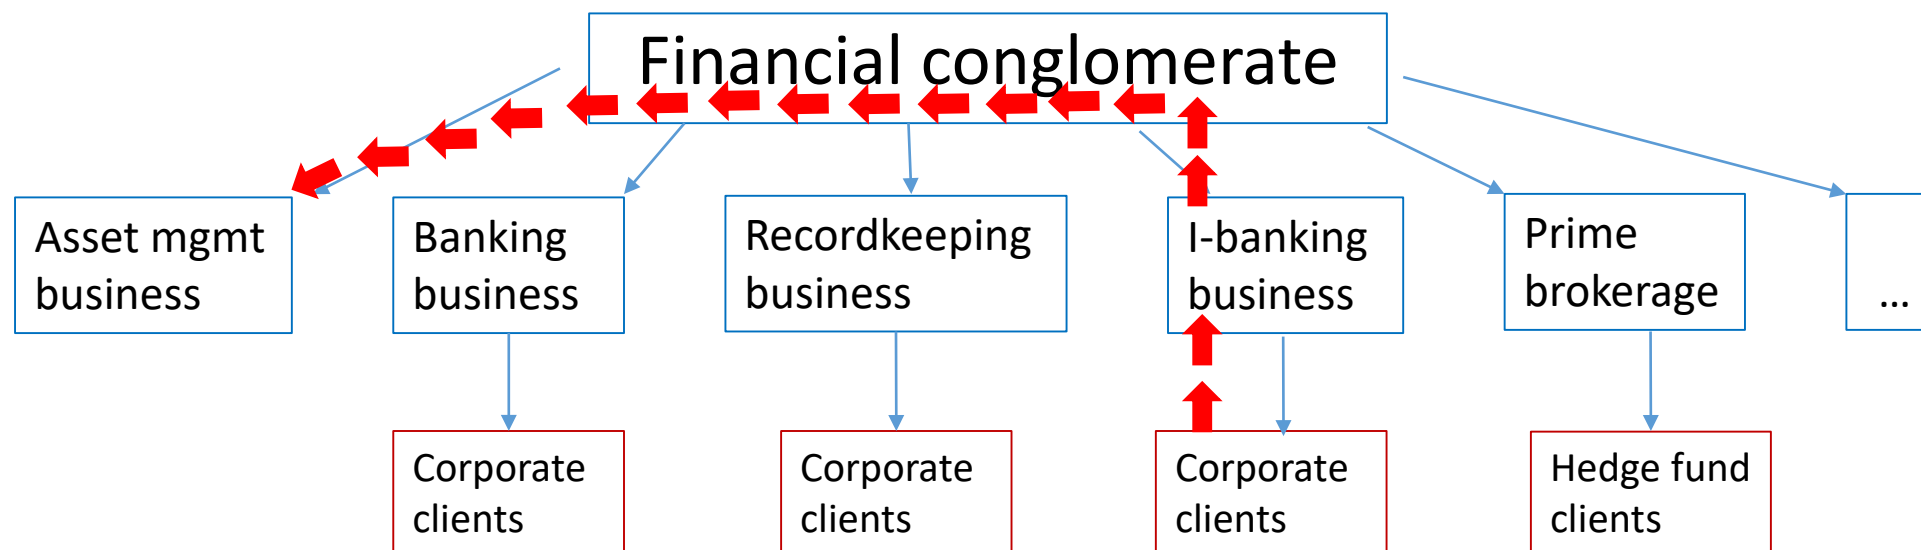 Financial conglomerate
Asset mgmt
business
Banking
business
Recordkeeping
business
I-banking
business
Prime
brokerage
...
Corporate
clients
Corporate
clients
Corporate
clients
Hedge fund
clients